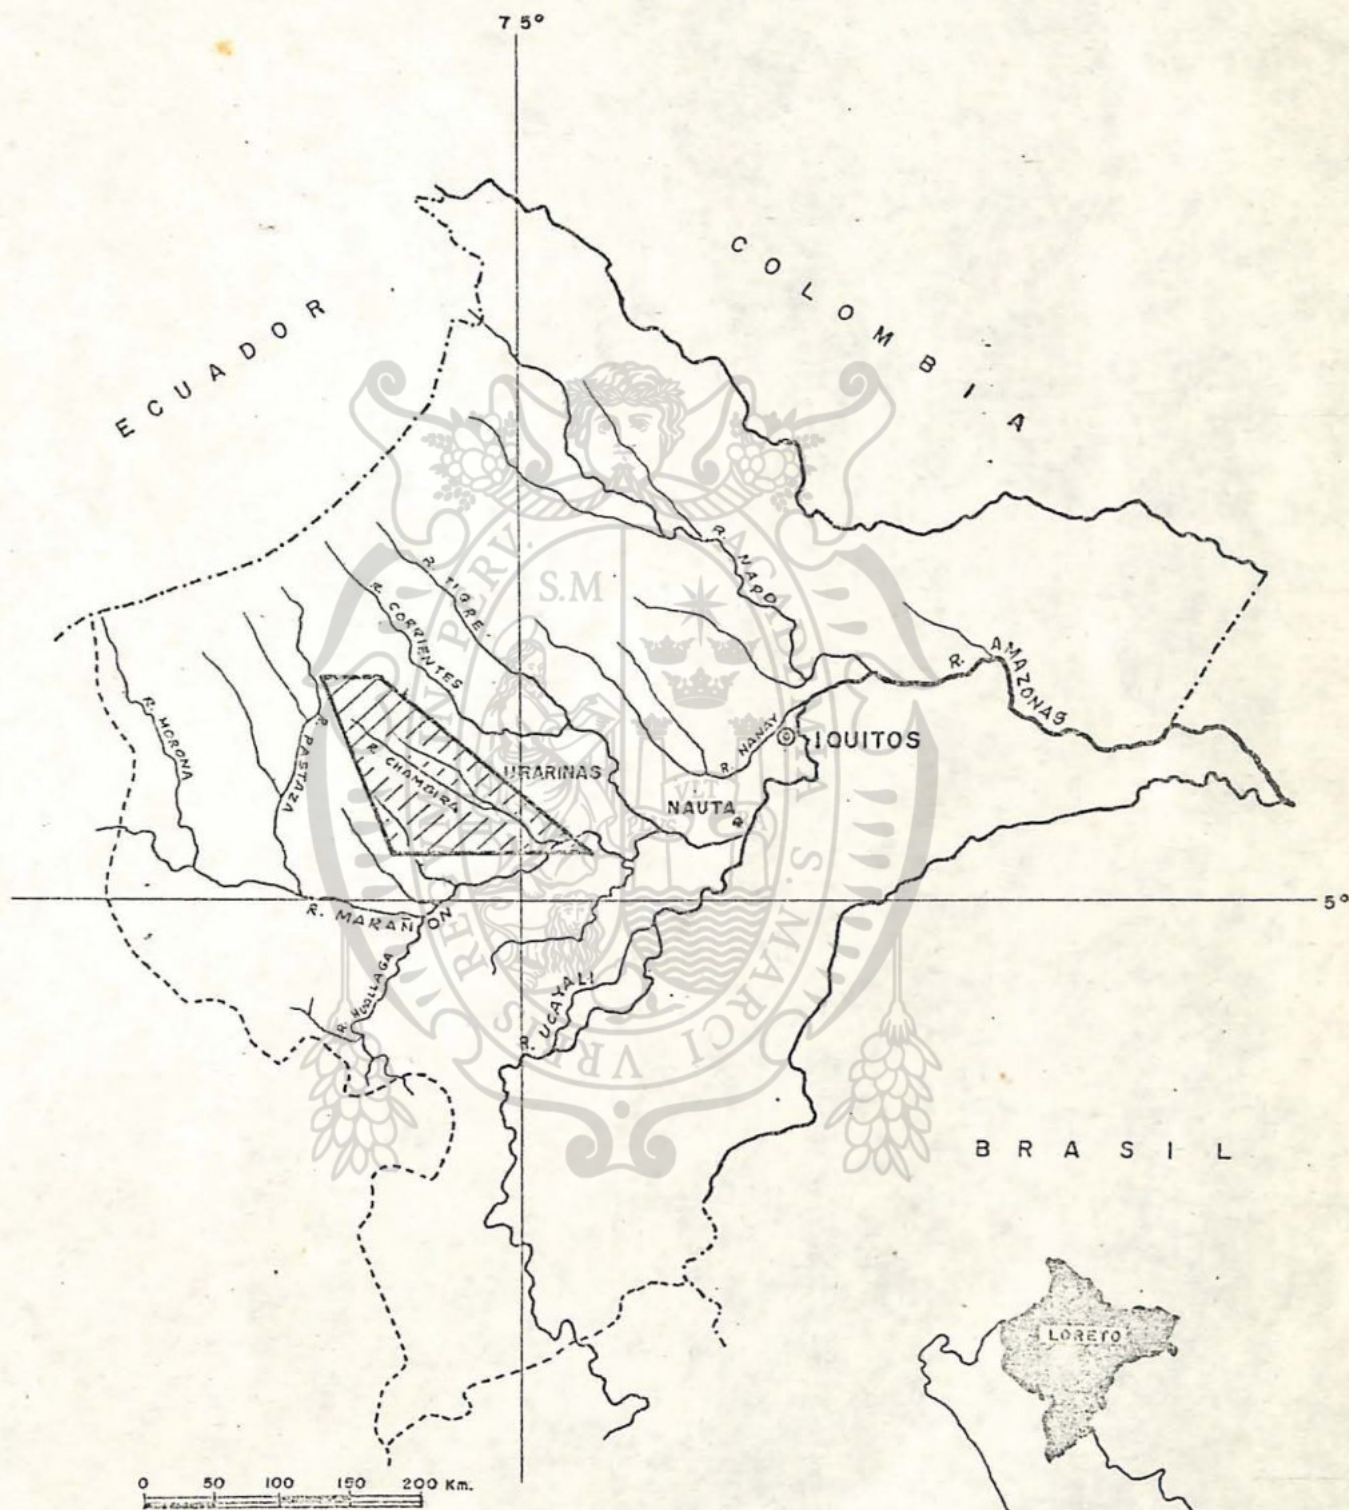 75°
COLOMBIA
ECUADOR
R. NAPO
R. TIGRE
R. CORRIENTES
R. AMAZONAS
R. MORONA
R. PASTAZA
R. CHAMBIRA
URARINAS
R. NANAY
IQUITOS
NAUTA
5°
R. MARAÑON
R. HUALLAGA
R. UCAYALI
BRASIL
LORETO
0 50 100 150 200 Km.
S.M